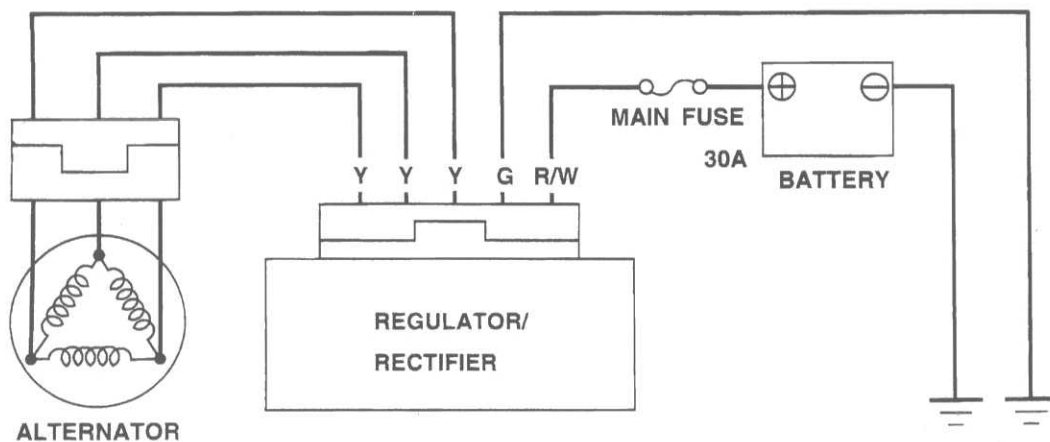 MAIN FUSE
30A
BATTERY
Y Y Y G R/W
REGULATOR/
RECTIFIER
ALTERNATOR